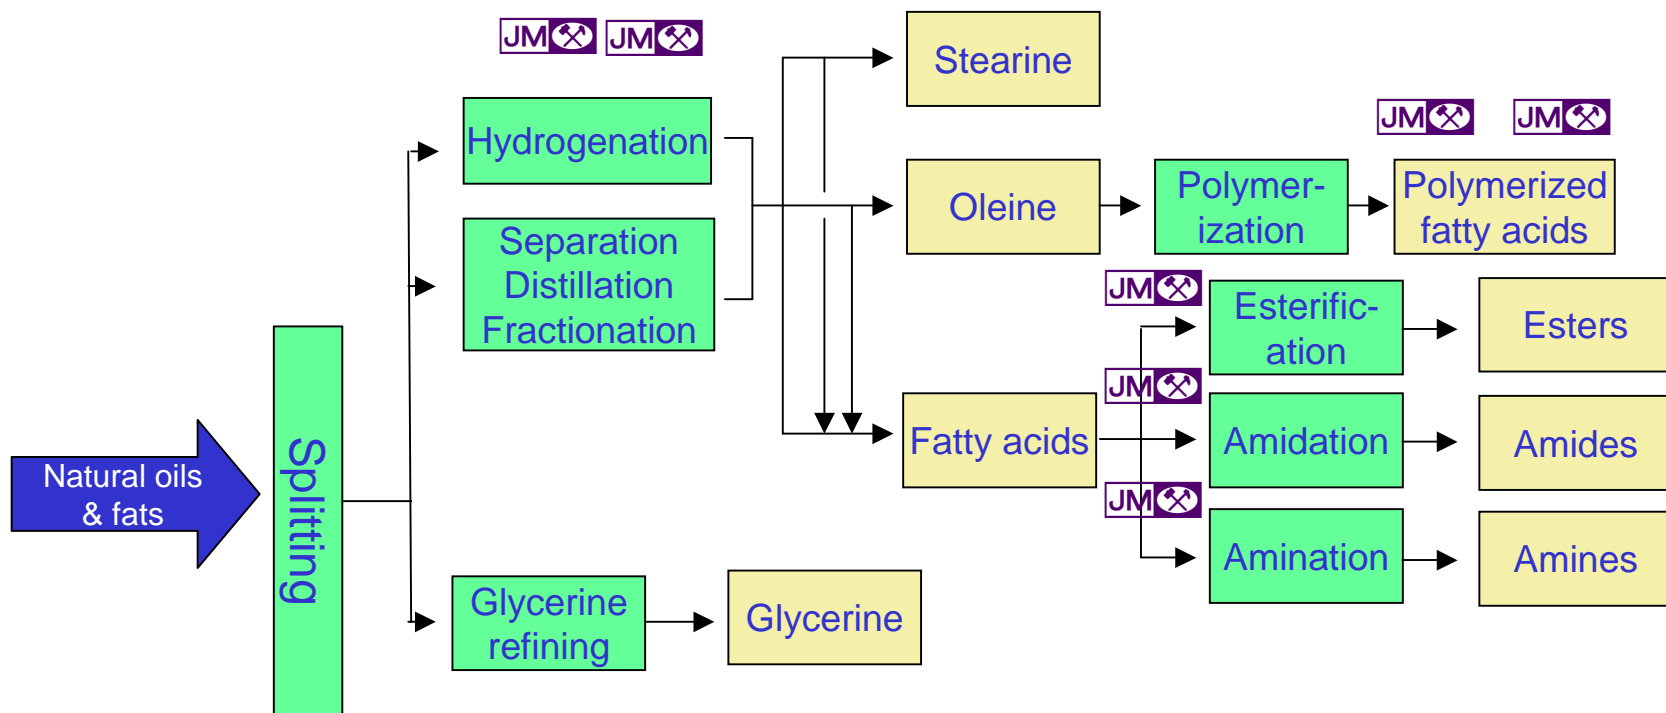 JM JM
Stearine
JM JM
Hydrogenation
Polymer-
ization
Polymerized
fatty acids
Oleine
Separation
Distillation
Fractionation
JM
Esterific-
ation
Esters
JM
Fatty acids
Amidation
Amides
Natural oils
& fats
Splitting
JM
Amination
Amines
Glycerine
refining
Glycerine